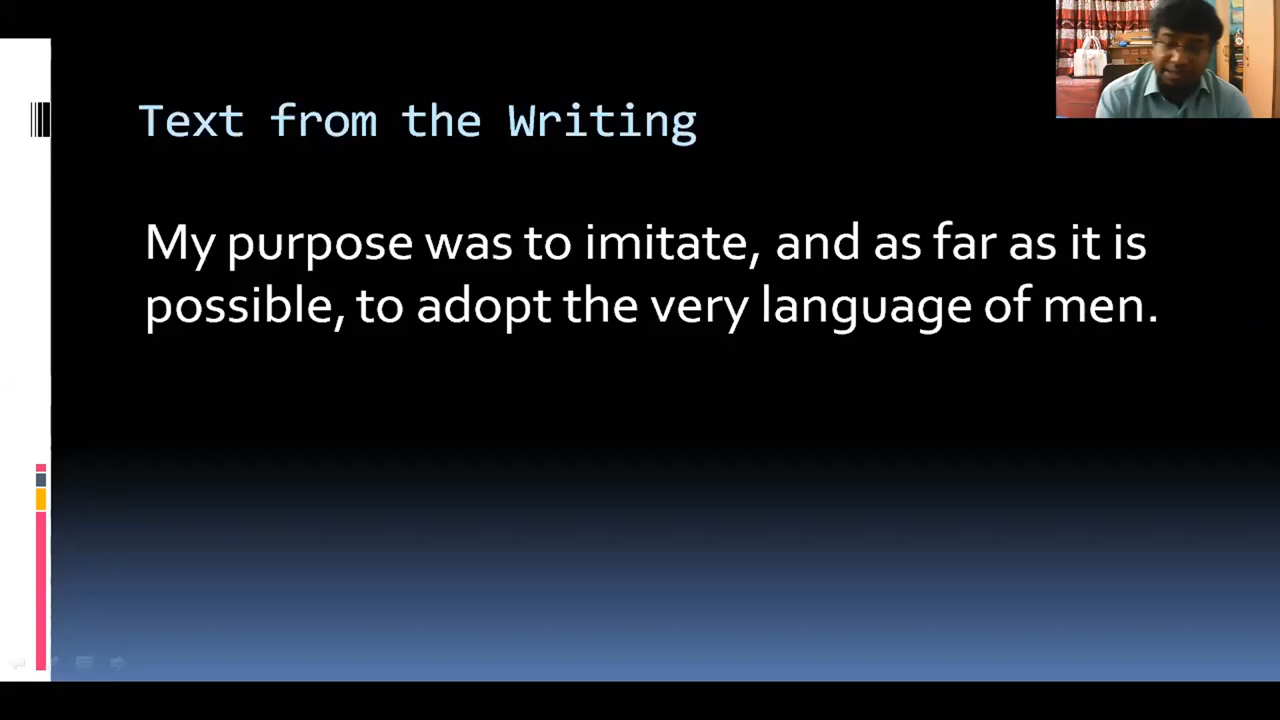 Text from the Writing
My purpose was to imitate, and as far as it is
possible, to adopt the very language of men.